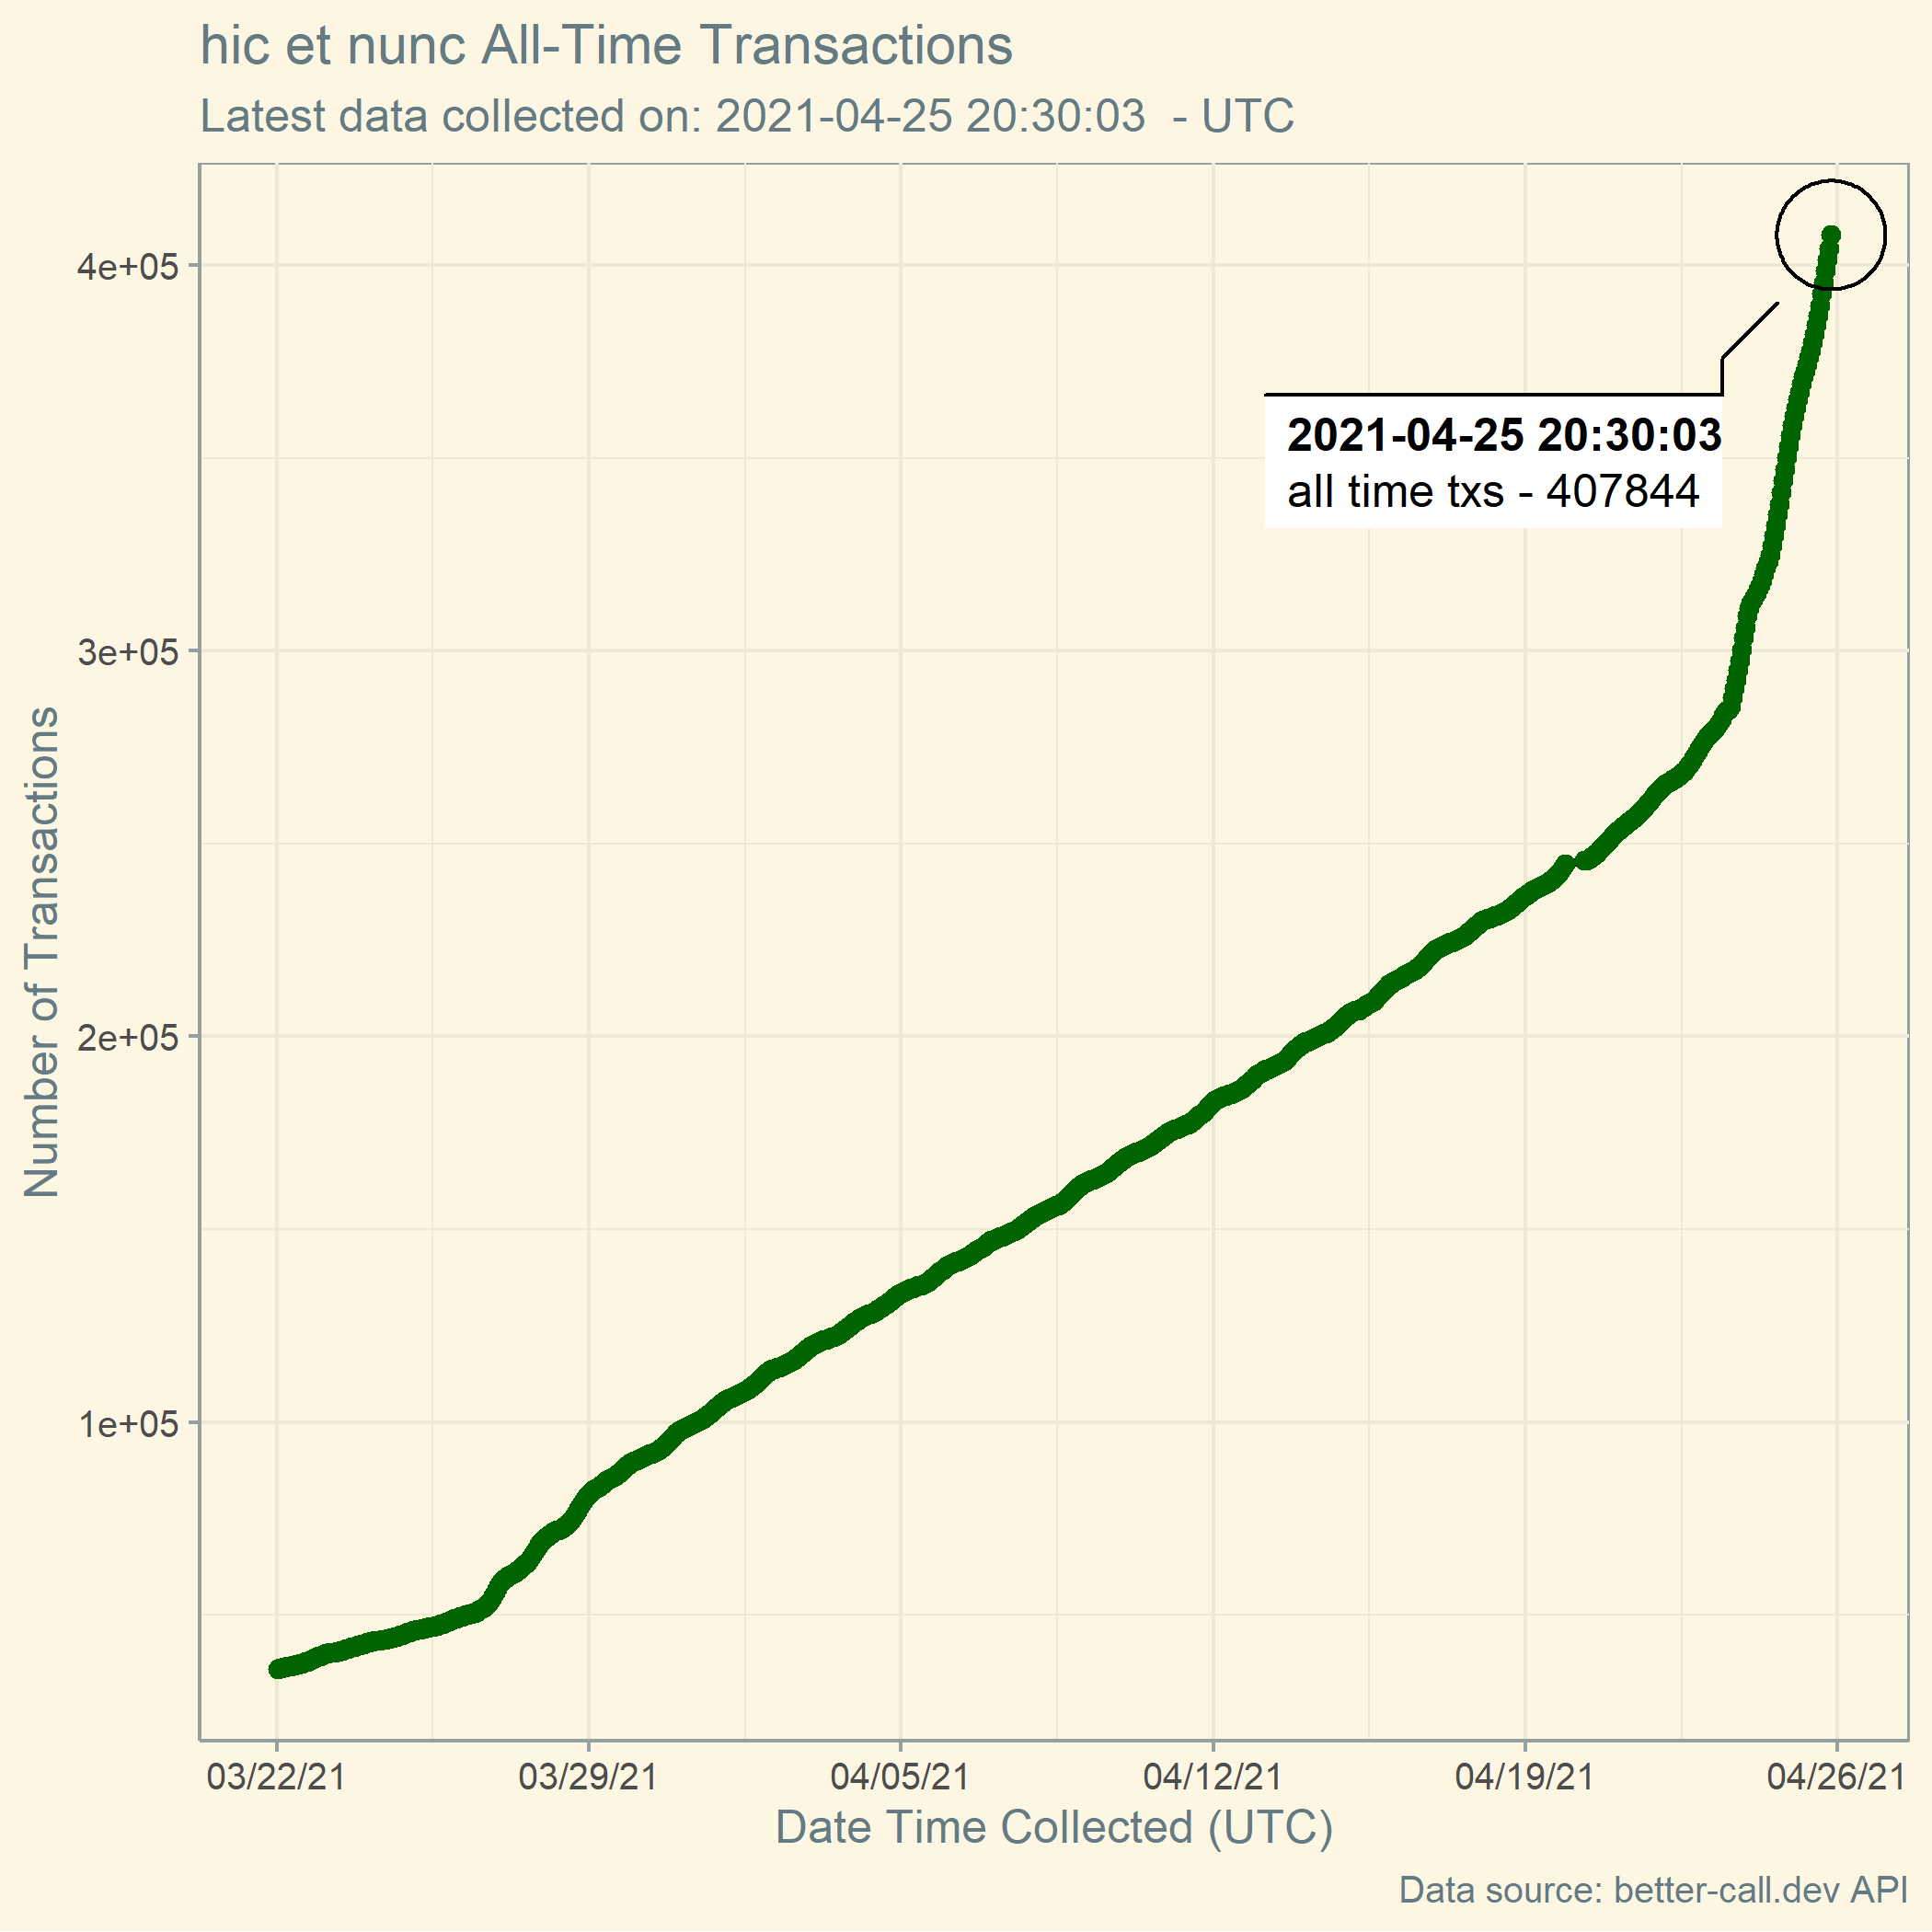 hic et nunc All-Time Transactions
Latest data collected on: 2021-04-25 20:30:03  - UTC
4e+05
3e+05
2e+05
1e+05
Number of Transactions
2021-04-25 20:30:03
all time txs - 407844
03/22/21
03/29/21
04/05/21
04/12/21
04/19/21
04/26/21
Date Time Collected (UTC)
Data source: better-call.dev API